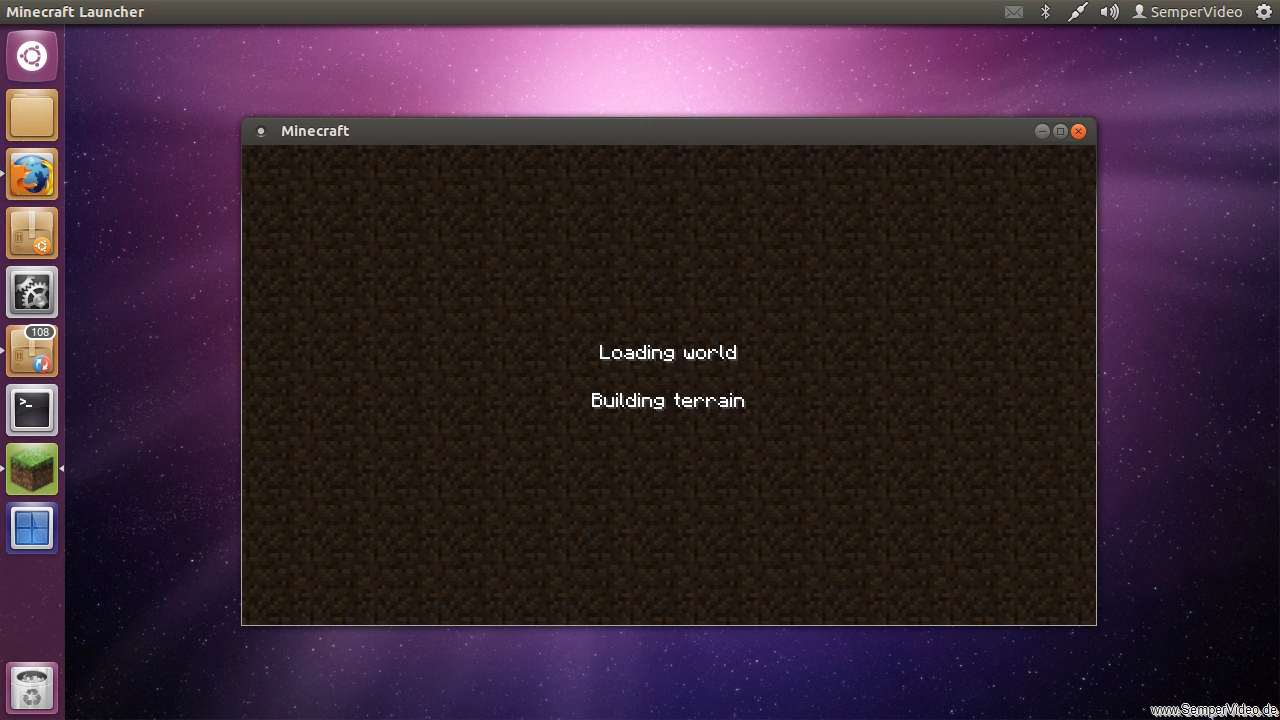 Minecraft Launcher
SemperVideo
Minecraft
108
>_
Loading world
Building terrain
www.SemperVideo.de